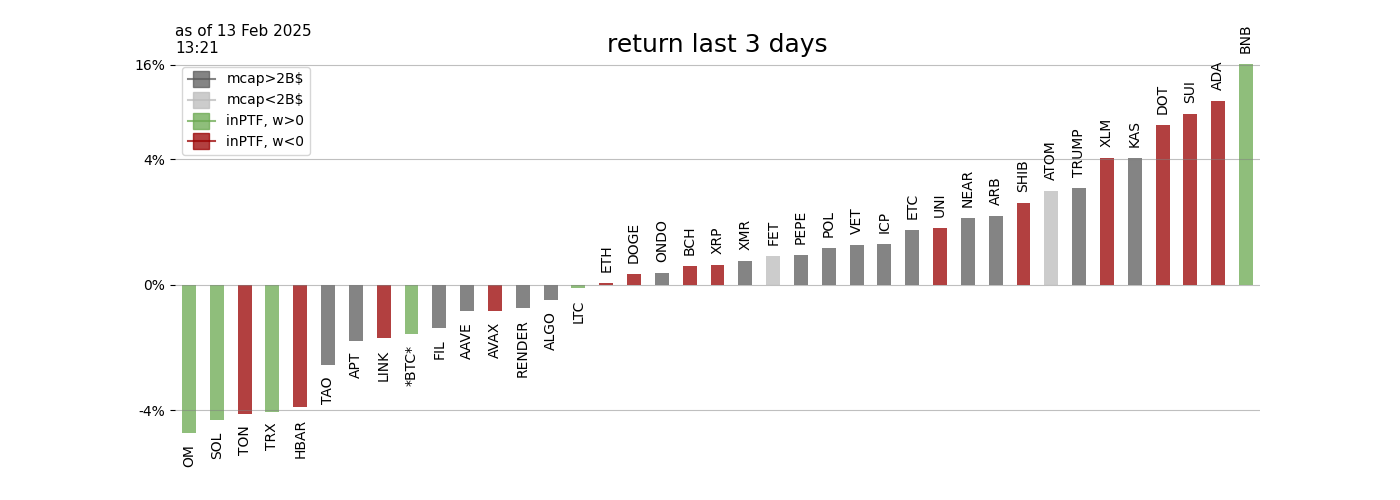 as of 13 Feb 2025
13:21
return last 3 days
16%
4%
0%
-4%
mcap>2B$
mcap<2B$
inPTF, w>0
inPTF, w<0
OM
SOL
TON
TRX
HBAR
TAO
APT
LINK
*BTC*
FIL
AAVE
AVAX
RENDER
ALGO
LTC
ETH
DOGE
ONDO
BCH
XRP
XMR
FET
PEPE
POL
VET
ICP
ETC
UNI
NEAR
ARB
SHIB
ATOM
TRUMP
XLM
KAS
DOT
SUI
ADA
BNB